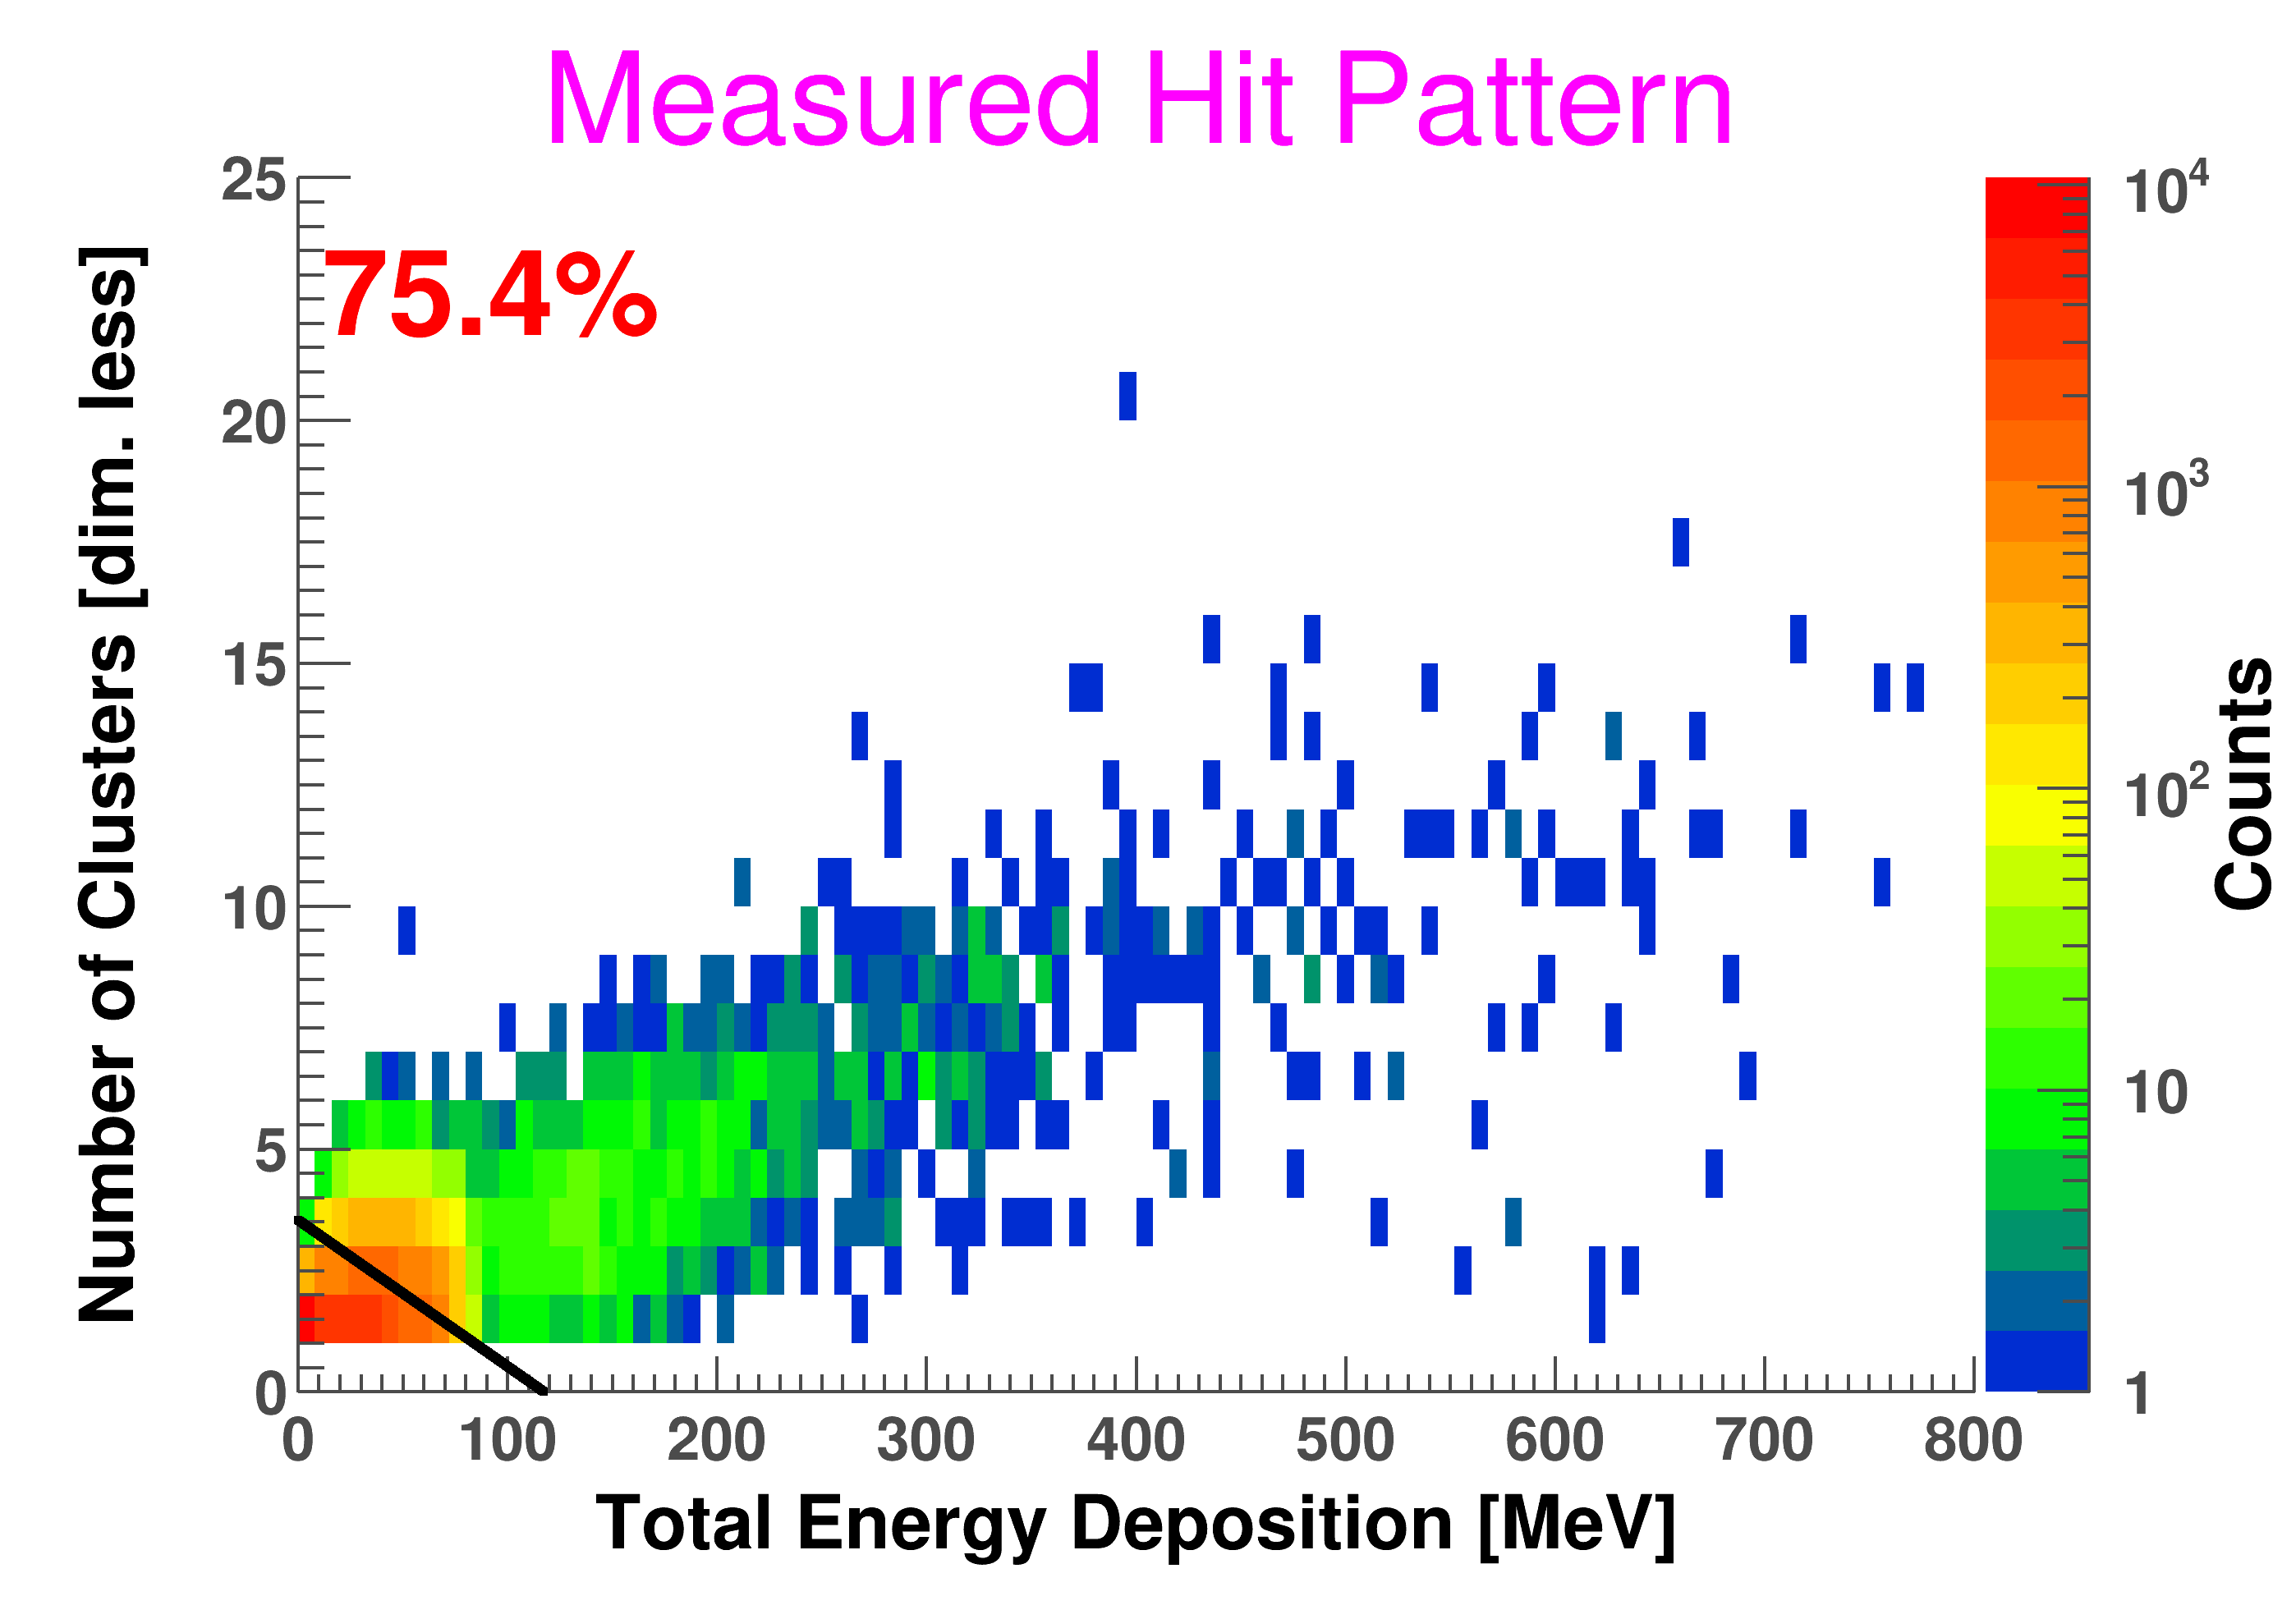 Measured Hit Pattern
75.4%
Number of Clusters [dim. less]
25
20
15
10
5
0
0 100 200 300 400 500 600 700 800
Total Energy Deposition [MeV]
10⁴
10³
10²
10
1
Counts